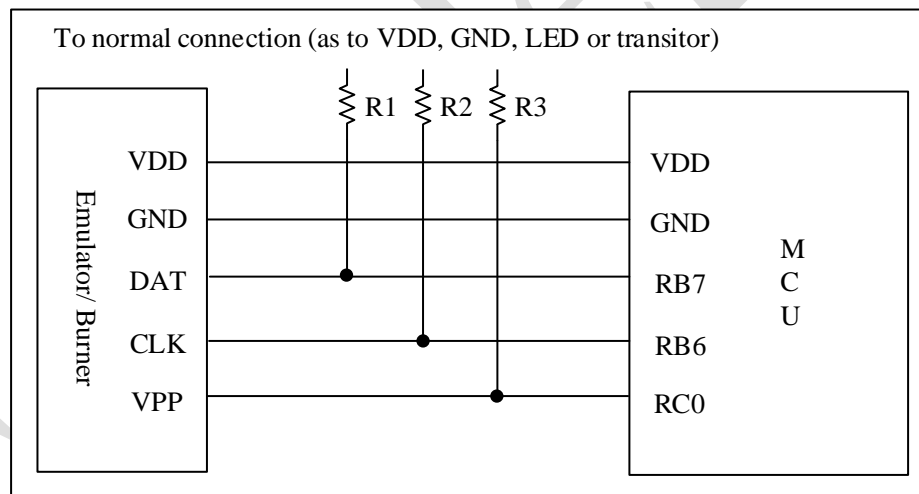 To normal connection (as to VDD, GND, LED or transitor)
R1 R2 R3
Emulator/ Burner
VDD
GND
DAT
CLK
VPP
VDD
GND
RB7
RB6
RC0
M
C
U